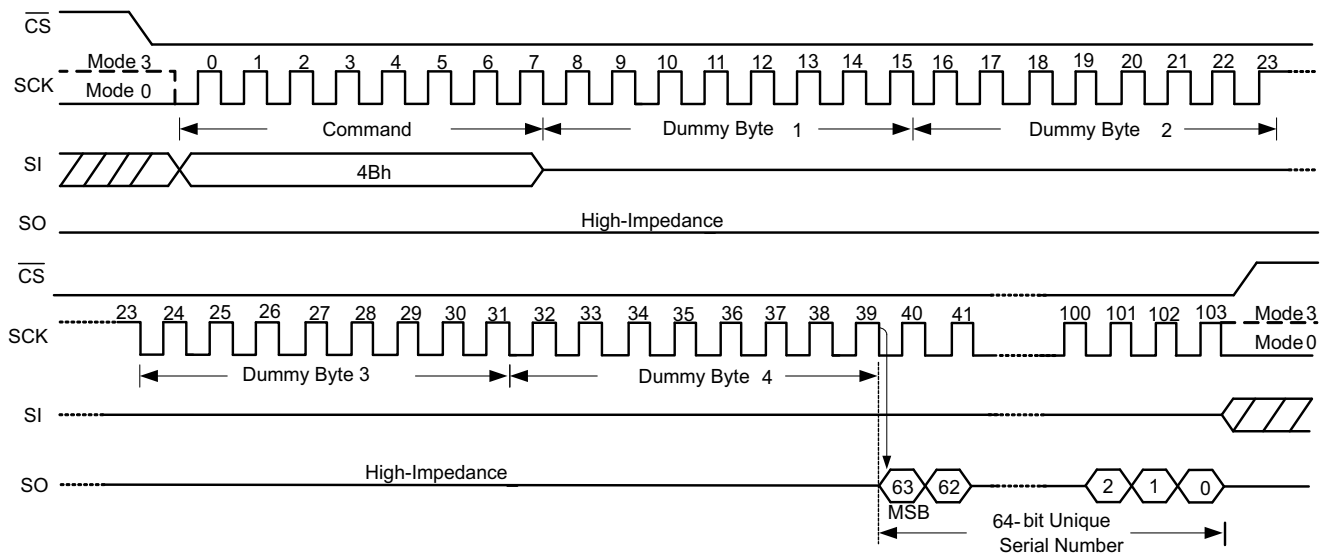 CS
Mode 3
SCK
Mode 0
0 1 2 3 4 5 6 7 8 9 10 11 12 13 14 15 16 17 18 19 20 21 22 23
Command
Dummy Byte 1
Dummy Byte 2
SI
4Bh
SO
High-Impedance
CS
23 24 25 26 27 28 29 30 31 32 33 34 35 36 37 38 39 40 41 100 101 102 103
Mode 3
SCK
Mode 0
Dummy Byte 3
Dummy Byte 4
SI
High-Impedance
SO
63 62 2 1 0
MSB
64-bit Unique
Serial Number